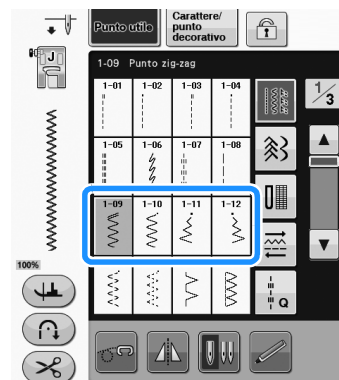 Punto utile
Carattere/
punto
decorativo
J
1-09 Punto zig-zag
1-01 1-02 1-03 1-04
1/3
1-05 1-06 1-07 1-08
1-09 1-10 1-11 1-12
100%
Q